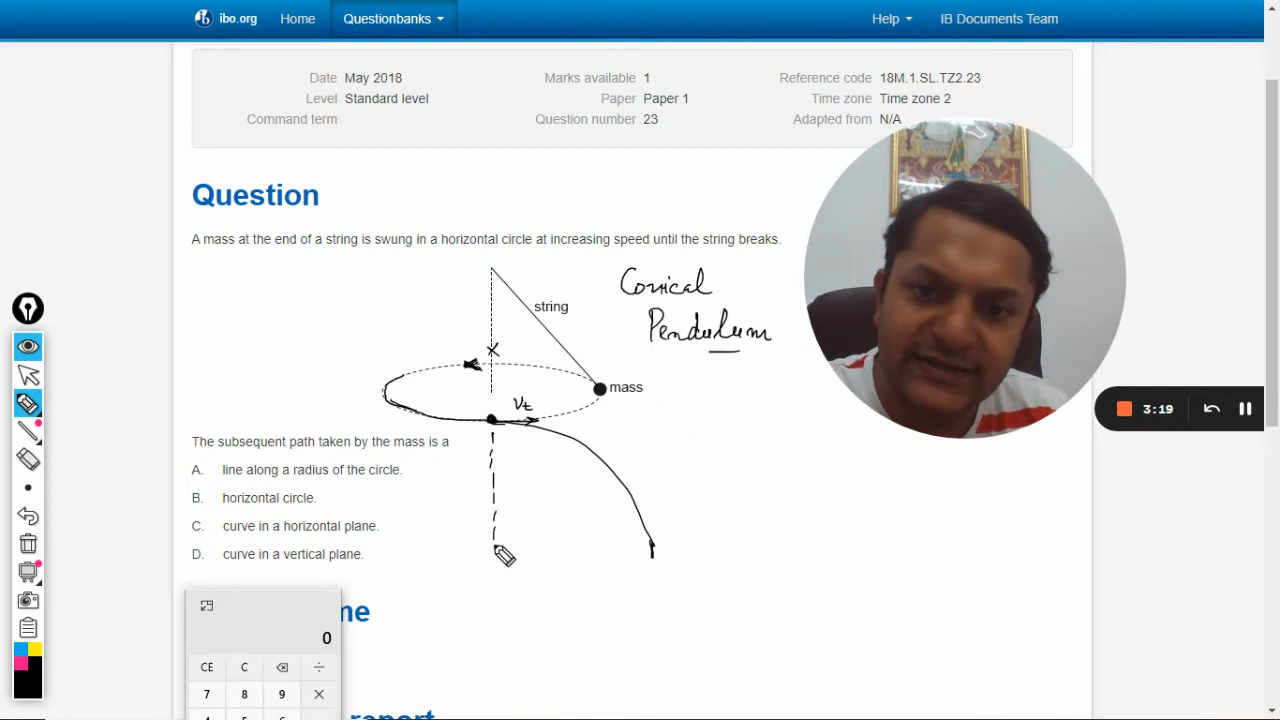 ibo.org Home Questionbanks Help IB Documents Team
Date May 2018 Marks available 1 Reference code 18M.1.SL.TZ2.23
Level Standard level Paper Paper 1 Time zone Time zone 2
Command term Question number 23 Adapted from N/A
Question
A mass at the end of a string is swung in a horizontal circle at increasing speed until the string breaks.
Conical
string
Pendulum
mass
Vt
The subsequent path taken by the mass is a
A. line along a radius of the circle.
B. horizontal circle.
C. curve in a horizontal plane.
D. curve in a vertical plane.
3:19
0
CE C ⌫ ÷
7 8 9 ×